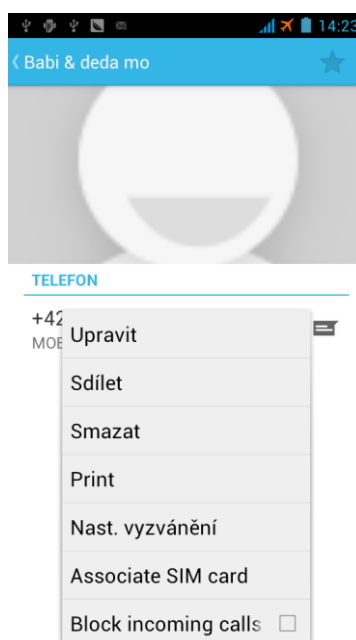 14:23
Babi & deda mo
TELEFON
+42
MOB
Upravit
Sdílet
Smazat
Print
Nast. vyzvánění
Associate SIM card
Block incoming calls